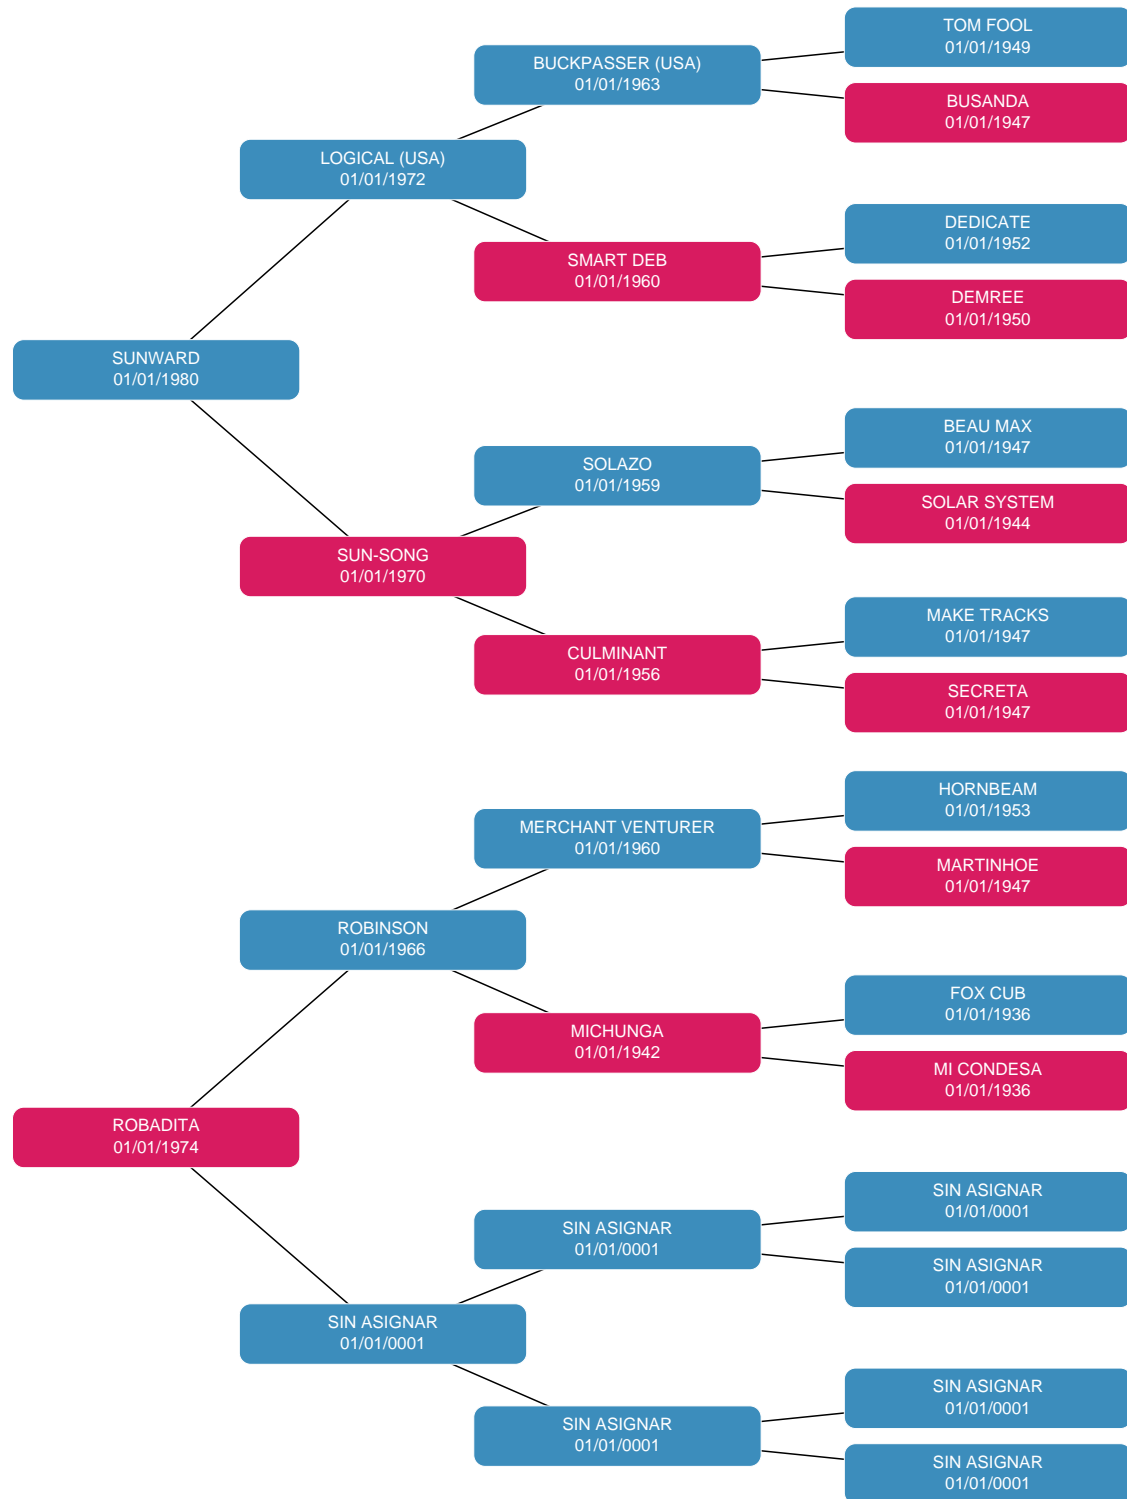 TOM FOOL
01/01/1949
BUCKPASSER (USA)
01/01/1963
BUSANDA
01/01/1947
LOGICAL (USA)
01/01/1972
DEDICATE
01/01/1952
SMART DEB
01/01/1960
DEMREE
01/01/1950
SUNWARD
01/01/1980
BEAU MAX
01/01/1947
SOLAZO
01/01/1959
SOLAR SYSTEM
01/01/1944
SUN-SONG
01/01/1970
MAKE TRACKS
01/01/1947
CULMINANT
01/01/1956
SECRETA
01/01/1947
HORNBEAM
01/01/1953
MERCHANT VENTURER
01/01/1960
MARTINHOE
01/01/1947
ROBINSON
01/01/1966
FOX CUB
01/01/1936
MICHUNGA
01/01/1942
MI CONDESA
01/01/1936
ROBADITA
01/01/1974
SIN ASIGNAR
01/01/0001
SIN ASIGNAR
01/01/0001
SIN ASIGNAR
01/01/0001
SIN ASIGNAR
01/01/0001
SIN ASIGNAR
01/01/0001
SIN ASIGNAR
01/01/0001
SIN ASIGNAR
01/01/0001